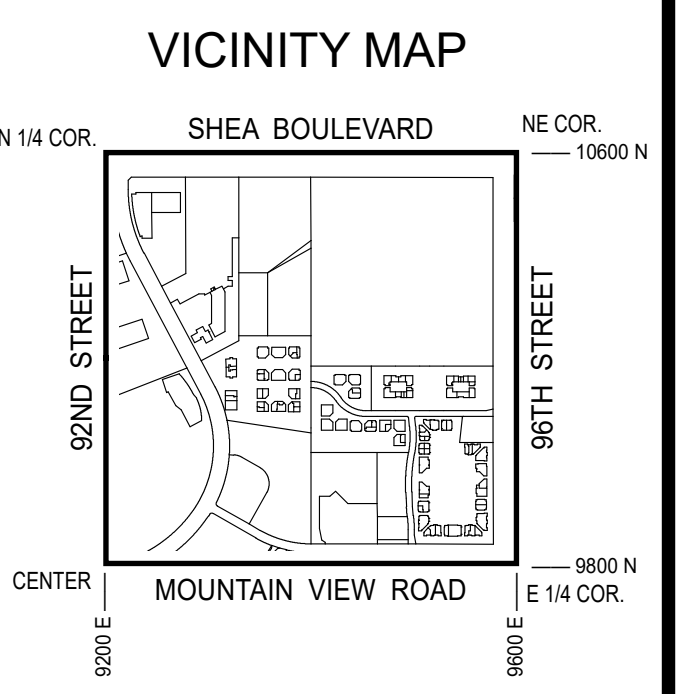 VICINITY MAP
SHEA BOULEVARD
NE COR.
N 1/4 COR.
10600 N
92ND STREET
96TH STREET
9800 N
CENTER
MOUNTAIN VIEW ROAD
E 1/4 COR.
9200 E
9600 E